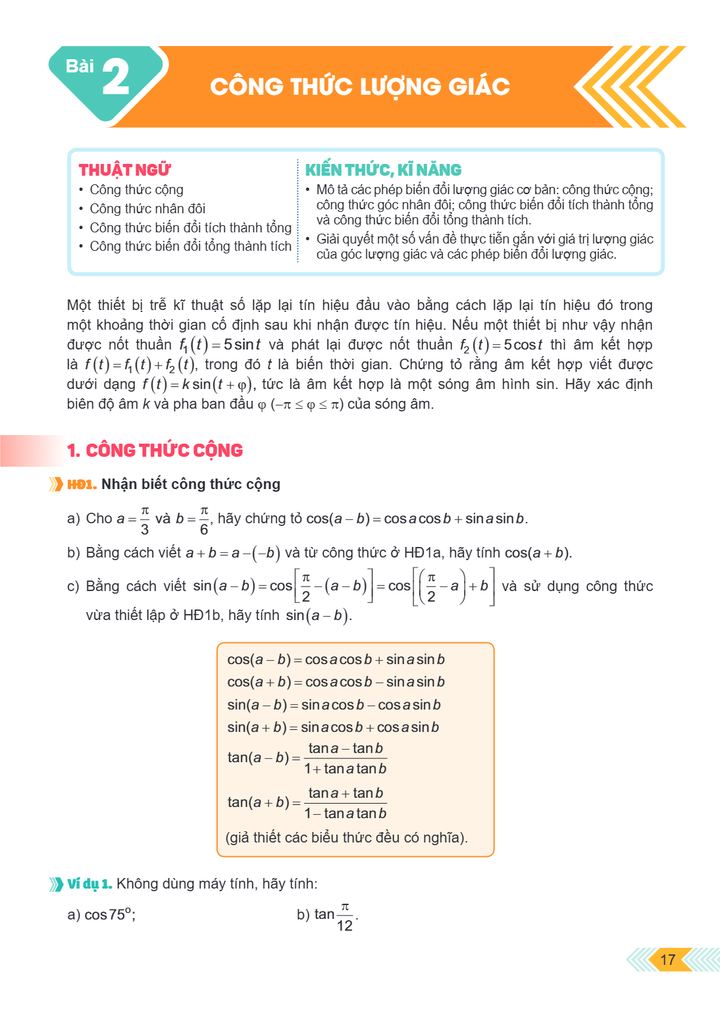 Bài 2
CÔNG THỨC LƯỢNG GIÁC
THUẬT NGỮ
• Công thức cộng
• Công thức nhân đôi
• Công thức biến đổi tích thành tổng
• Công thức biến đổi tổng thành tích
KIẾN THỨC, KĨ NĂNG
• Mô tả các phép biến đổi lượng giác cơ bản: công thức cộng;
công thức góc nhân đôi; công thức biến đổi tích thành tổng
và công thức biến đổi tổng thành tích.
• Giải quyết một số vấn đề thực tiễn gắn với giá trị lượng giác
của góc lượng giác và các phép biến đổi lượng giác.
Một thiết bị trễ kĩ thuật số lặp lại tín hiệu đầu vào bằng cách lặp lại tín hiệu đó trong
một khoảng thời gian cố định sau khi nhận được tín hiệu. Nếu một thiết bị như vậy nhận
được nốt thuần f₁(t) = 5 sin t và phát lại được nốt thuần f₂(t) = 5 cos t thì âm kết hợp
là f(t) = f₁(t) + f₂(t), trong đó t là biến thời gian. Chứng tỏ rằng âm kết hợp viết được
dưới dạng f(t) = k sin(t + φ), tức là âm kết hợp là một sóng âm hình sin. Hãy xác định
biên độ âm k và pha ban đầu φ (−π ≤ φ ≤ π) của sóng âm.
1. CÔNG THỨC CỘNG
HĐ1. Nhận biết công thức cộng
a) Cho a = π/3 và b = π/6, hãy chứng tỏ cos(a − b) = cos a cos b + sin a sin b.
b) Bằng cách viết a + b = a − (−b) và từ công thức ở HĐ1a, hãy tính cos(a + b).
c) Bằng cách viết sin(a − b) = cos[π/2 − (a − b)] = cos[(π/2 − a) + b] và sử dụng công thức
vừa thiết lập ở HĐ1b, hãy tính sin(a − b).
cos(a − b) = cos a cos b + sin a sin b
cos(a + b) = cos a cos b − sin a sin b
sin(a − b) = sin a cos b − cos a sin b
sin(a + b) = sin a cos b + cos a sin b
tan(a − b) = (tan a − tan b)/(1 + tan a tan b)
tan(a + b) = (tan a + tan b)/(1 − tan a tan b)
(giả thiết các biểu thức đều có nghĩa).
Ví dụ 1. Không dùng máy tính, hãy tính:
a) cos 75°; b) tan π/12.
17